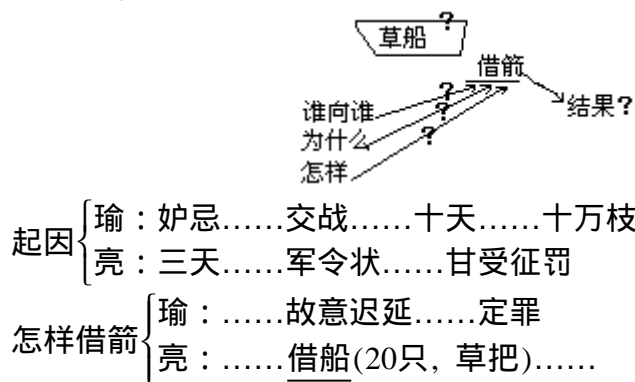 草船 ?
借箭
谁向谁 ?
为什么 ?
怎样 ?
结果?
起因
瑜：妒忌……交战……十天……十万枝
亮：三天……军令状……甘受征罚
怎样借箭
瑜：……故意迟延……定罪
亮：……借船(20只, 草把)……